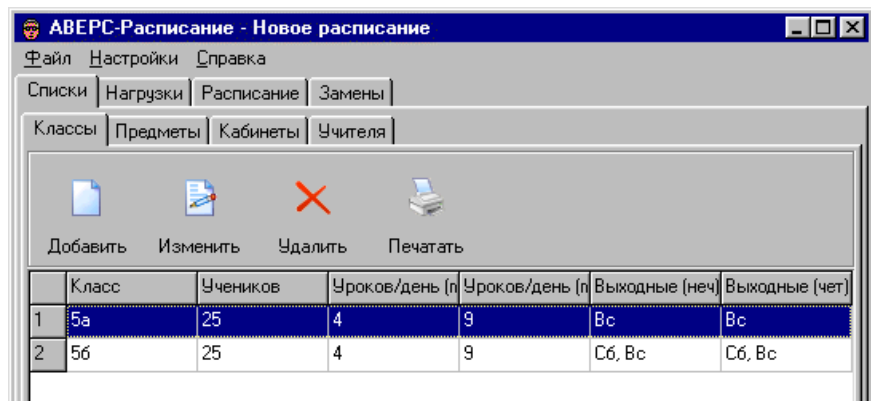 АВЕРС-Расписание - Новое расписание
Файл Настройки Справка
Списки Нагрузки Расписание Замены
Классы Предметы Кабинеты Учителя
Добавить Изменить Удалить Печатать
Класс Учеников Уроков/день (п Уроков/день (п Выходные (неч) Выходные (чет)
1 5а 25 4 9 Вс Вс
2 5б 25 4 9 Сб, Вс Сб, Вс